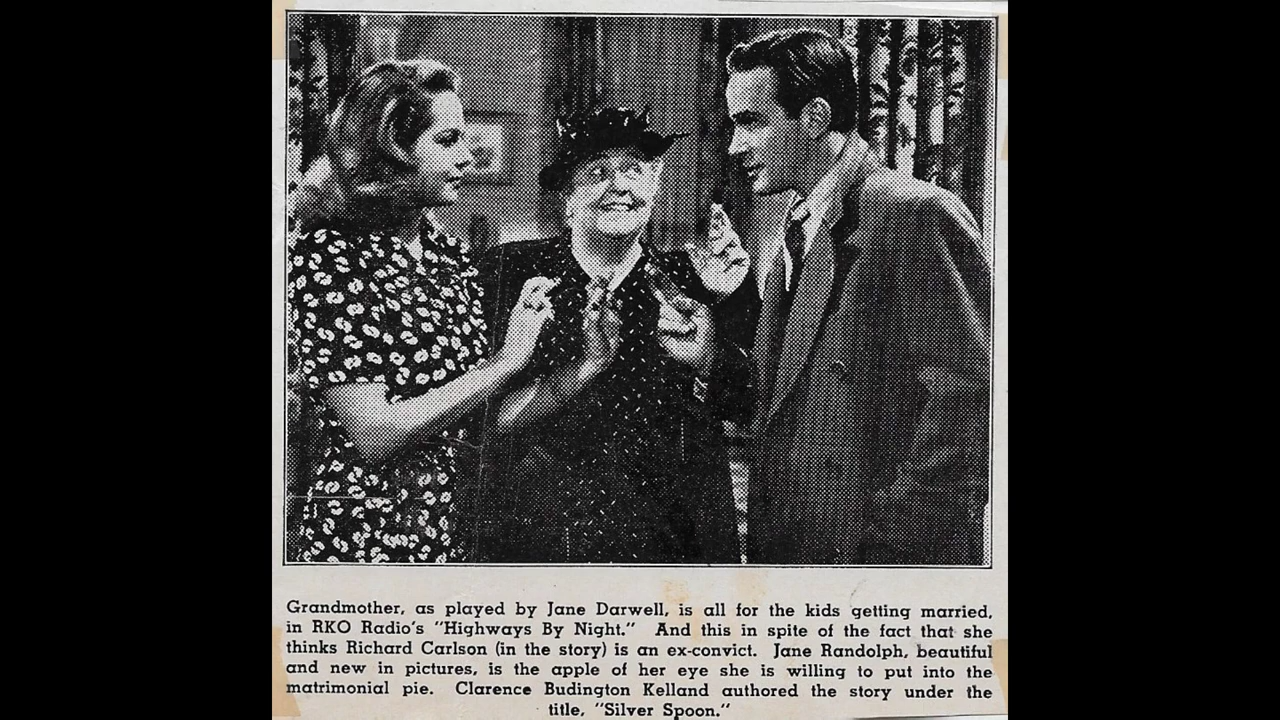 Grandmother, as played by Jane Darwell, is all for the kids getting married,
in RKO Radio's "Highways By Night." And this in spite of the fact that she
thinks Richard Carlson (in the story) is an ex-convict. Jane Randolph, beautiful
and new in pictures, is the apple of her eye she is willing to put into the
matrimonial pie. Clarence Budington Kelland authored the story under the
title, "Silver Spoon."